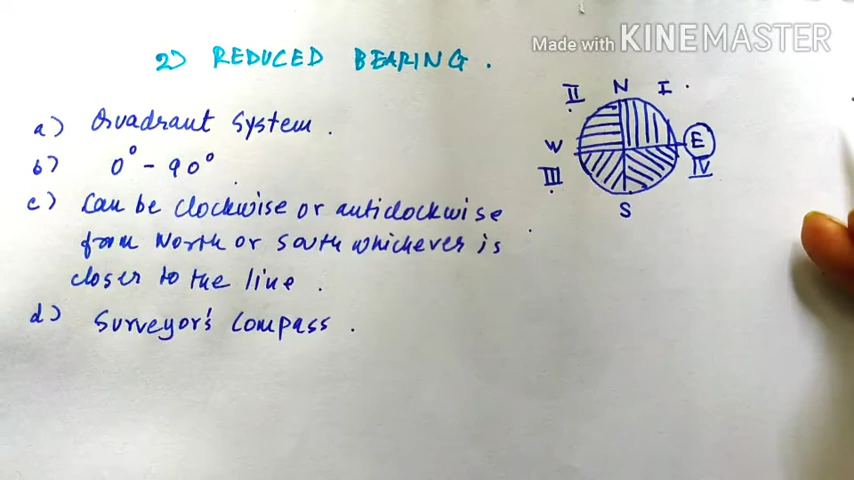 Made with KINEMASTER
2) REDUCED BEARING.
a) Quadrant System.
b) 0° - 90°
c) Can be clockwise or anticlockwise
from North or south whichever is
closer to the line.
d) Surveyor's Compass.
II N I
W E
III IV
S